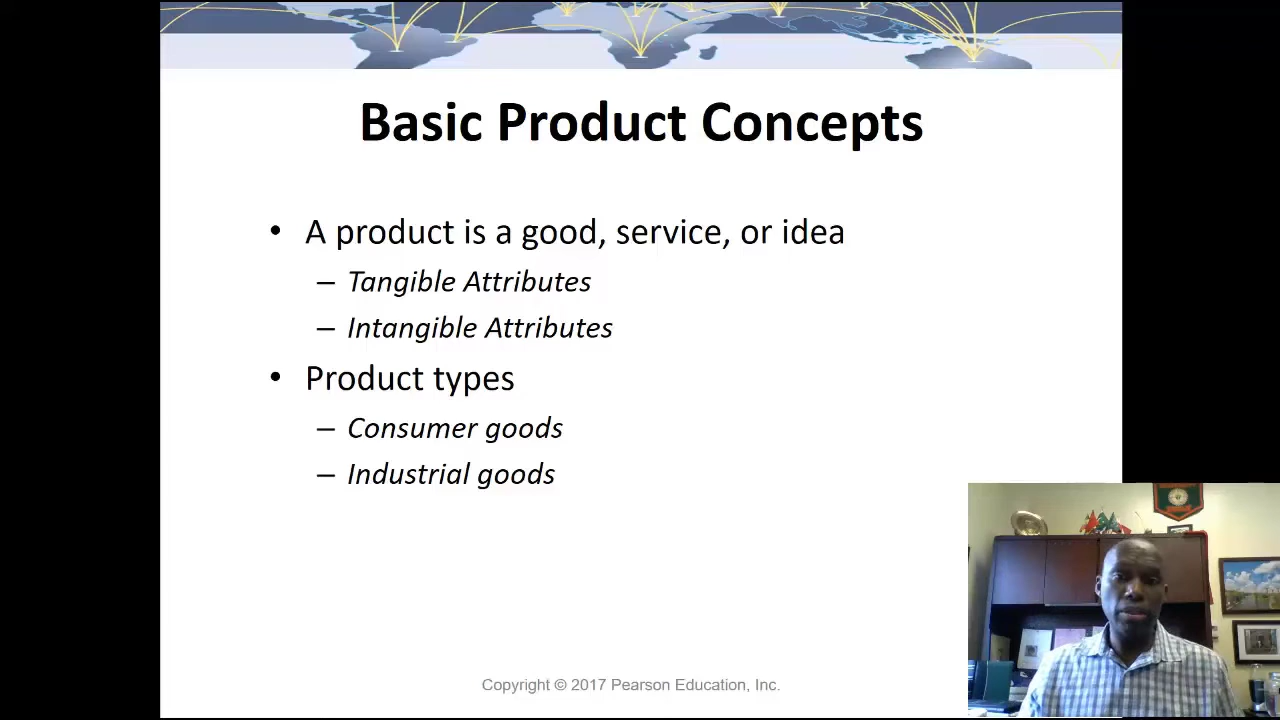 Basic Product Concepts
• A product is a good, service, or idea
– Tangible Attributes
– Intangible Attributes
• Product types
– Consumer goods
– Industrial goods
Copyright © 2017 Pearson Education, Inc.